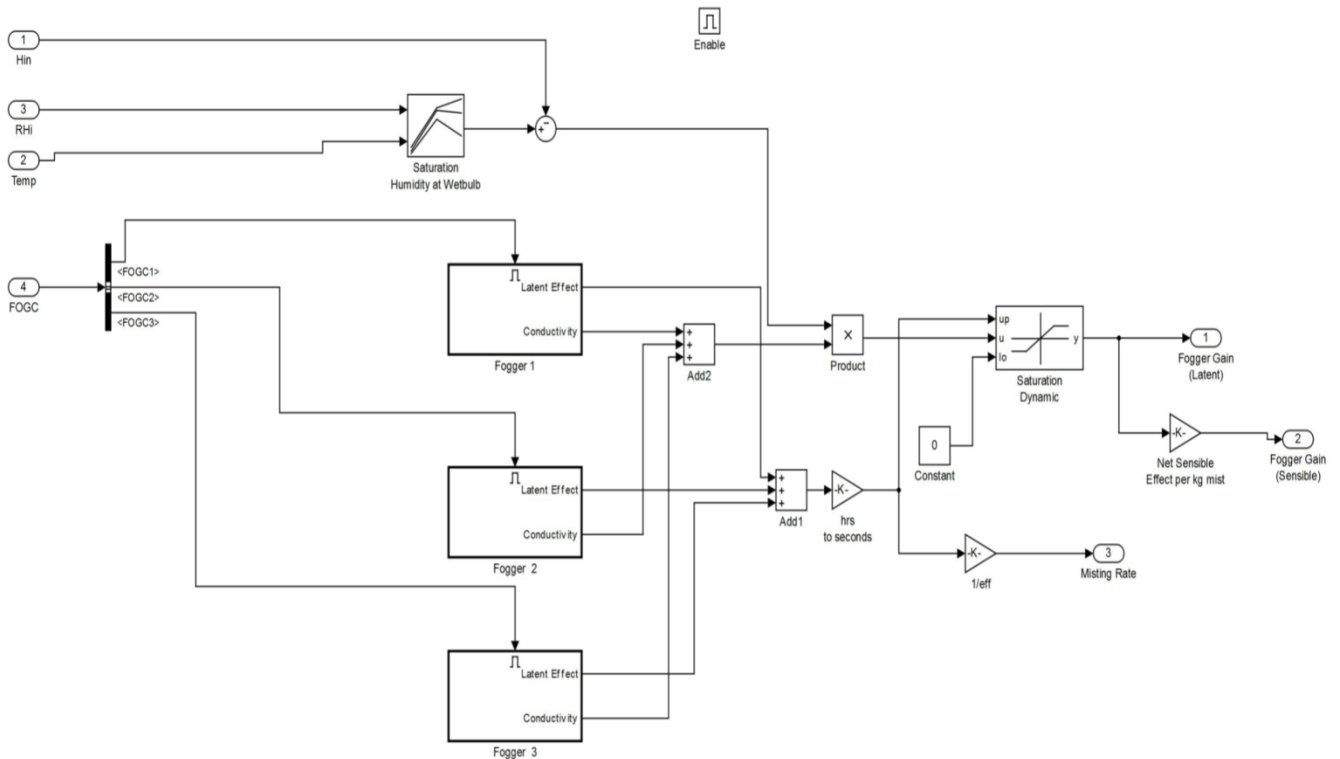 Enable
1
Hin
3
RHi
2
Temp
+
-
Saturation
Humidity at Wetbulb
4
FOGC
<FOGC1>
<FOGC2>
<FOGC3>
Latent Effect
Conductivity
Fogger 1
+
+
+
Add2
×
Product
up
u
lo
y
Saturation
Dynamic
1
Fogger Gain
(Latent)
0
Constant
-K-
Net Sensible
Effect per kg mist
2
Fogger Gain
(Sensible)
Latent Effect
Conductivity
Fogger 2
+
+
+
Add1
-K-
hrs
to seconds
-K-
1/eff
3
Misting Rate
Latent Effect
Conductivity
Fogger 3